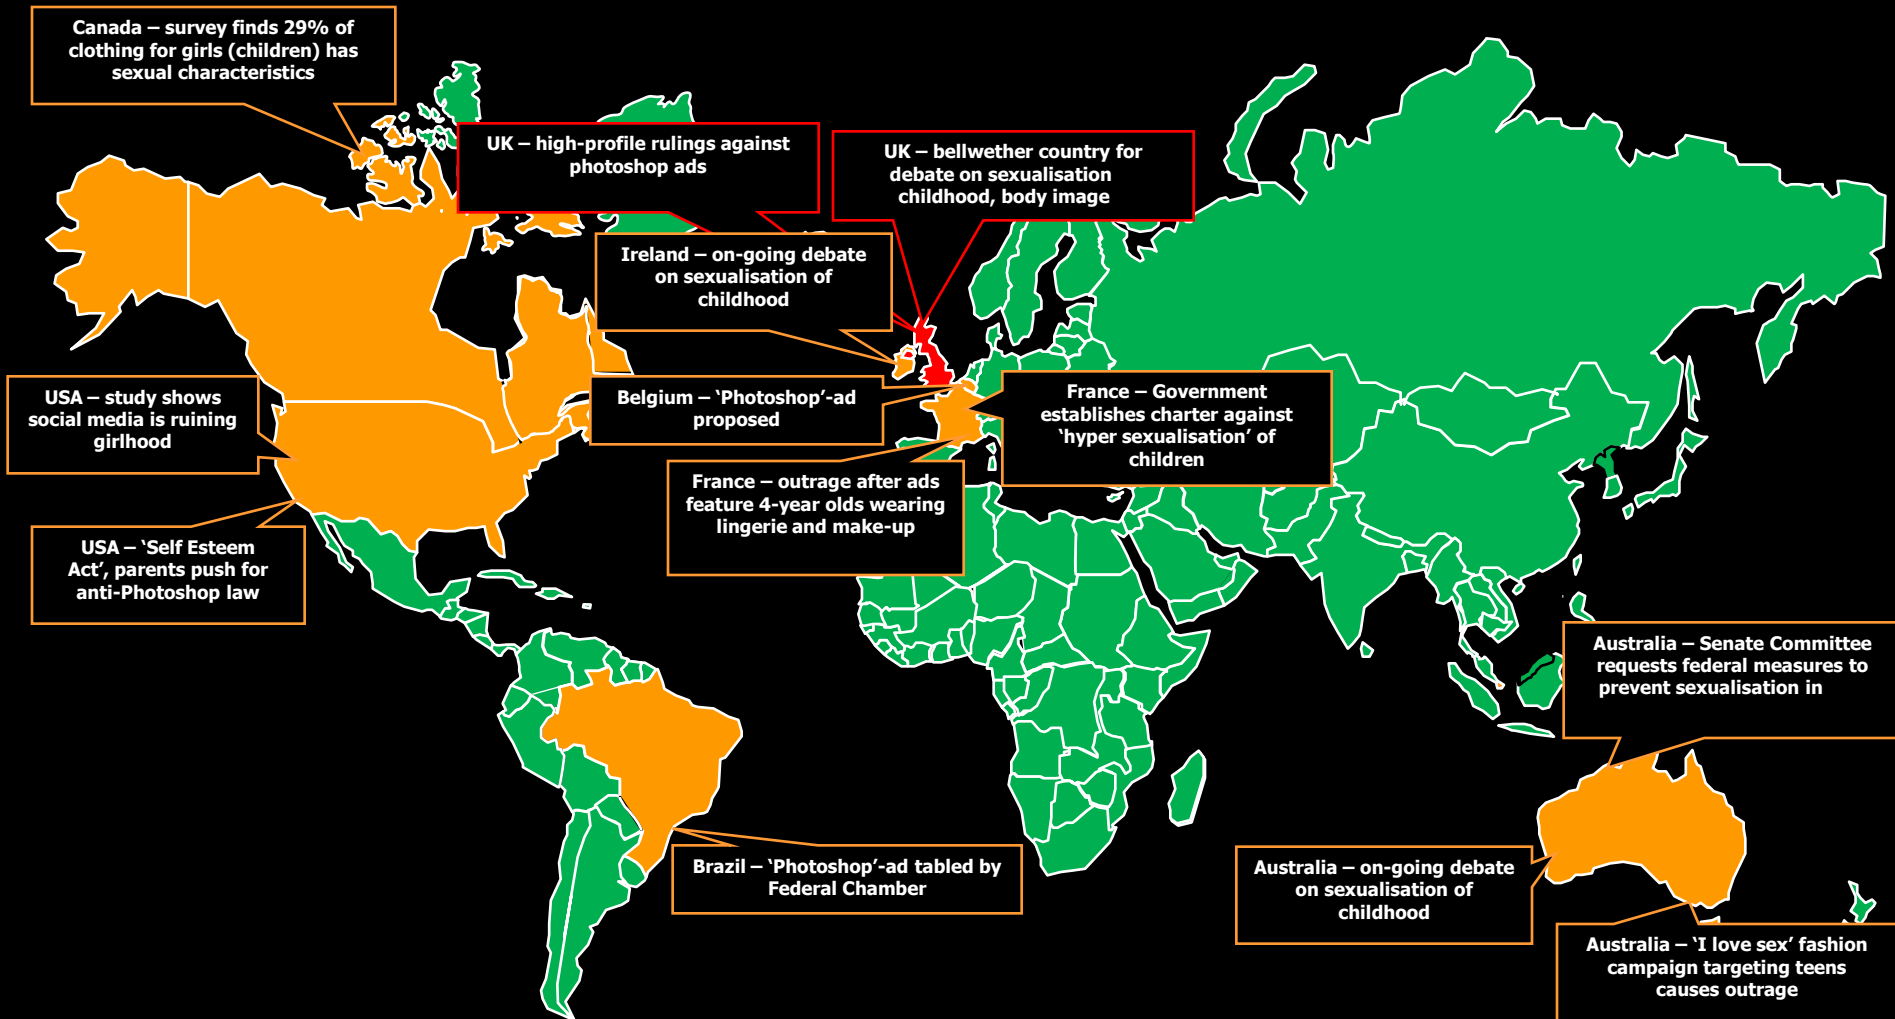 Canada – survey finds 29% of
clothing for girls (children) has
sexual characteristics
UK – high-profile rulings against
photoshop ads
UK – bellwether country for
debate on sexualisation
childhood, body image
Ireland – on-going debate
on sexualisation of
childhood
USA – study shows
social media is ruining
girlhood
Belgium – ‘Photoshop’-ad
proposed
France – Government
establishes charter against
‘hyper sexualisation’ of
children
France – outrage after ads
feature 4-year olds wearing
lingerie and make-up
USA – ‘Self Esteem
Act’, parents push for
anti-Photoshop law
Australia – Senate Committee
requests federal measures to
prevent sexualisation in
Brazil – ‘Photoshop’-ad tabled by
Federal Chamber
Australia – on-going debate
on sexualisation of
childhood
Australia – ‘I love sex’ fashion
campaign targeting teens
causes outrage